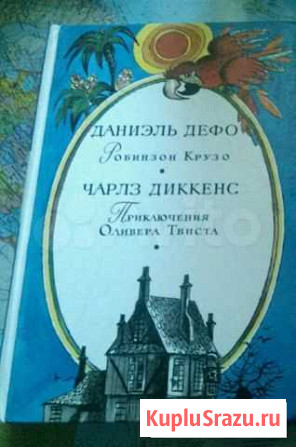 ДАНИЭЛЬ ДЕФО
Робинзон Крузо
ЧАРЛЗ ДИККЕНС
Приключения
Оливера Твиста
KupluSrazu.ru